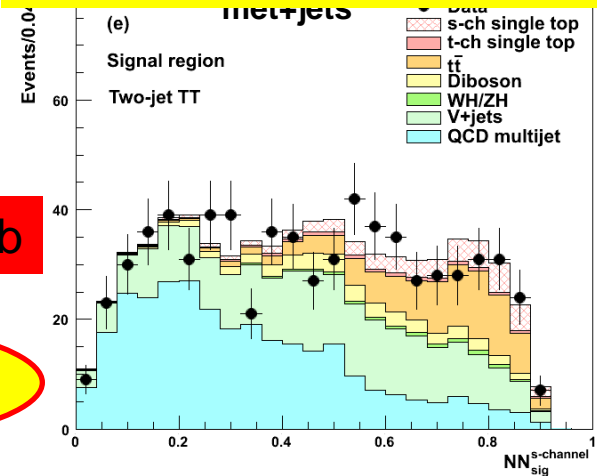 met+jets
Data
(e)
s-ch single top
t-ch single top
Signal region
tt̄
Two-jet TT
Diboson
WH/ZH
V+jets
QCD multijet
Events/0.04
60
40
20
0
b
0
0.2
0.4
0.6
0.8
1
NN s-channel sig